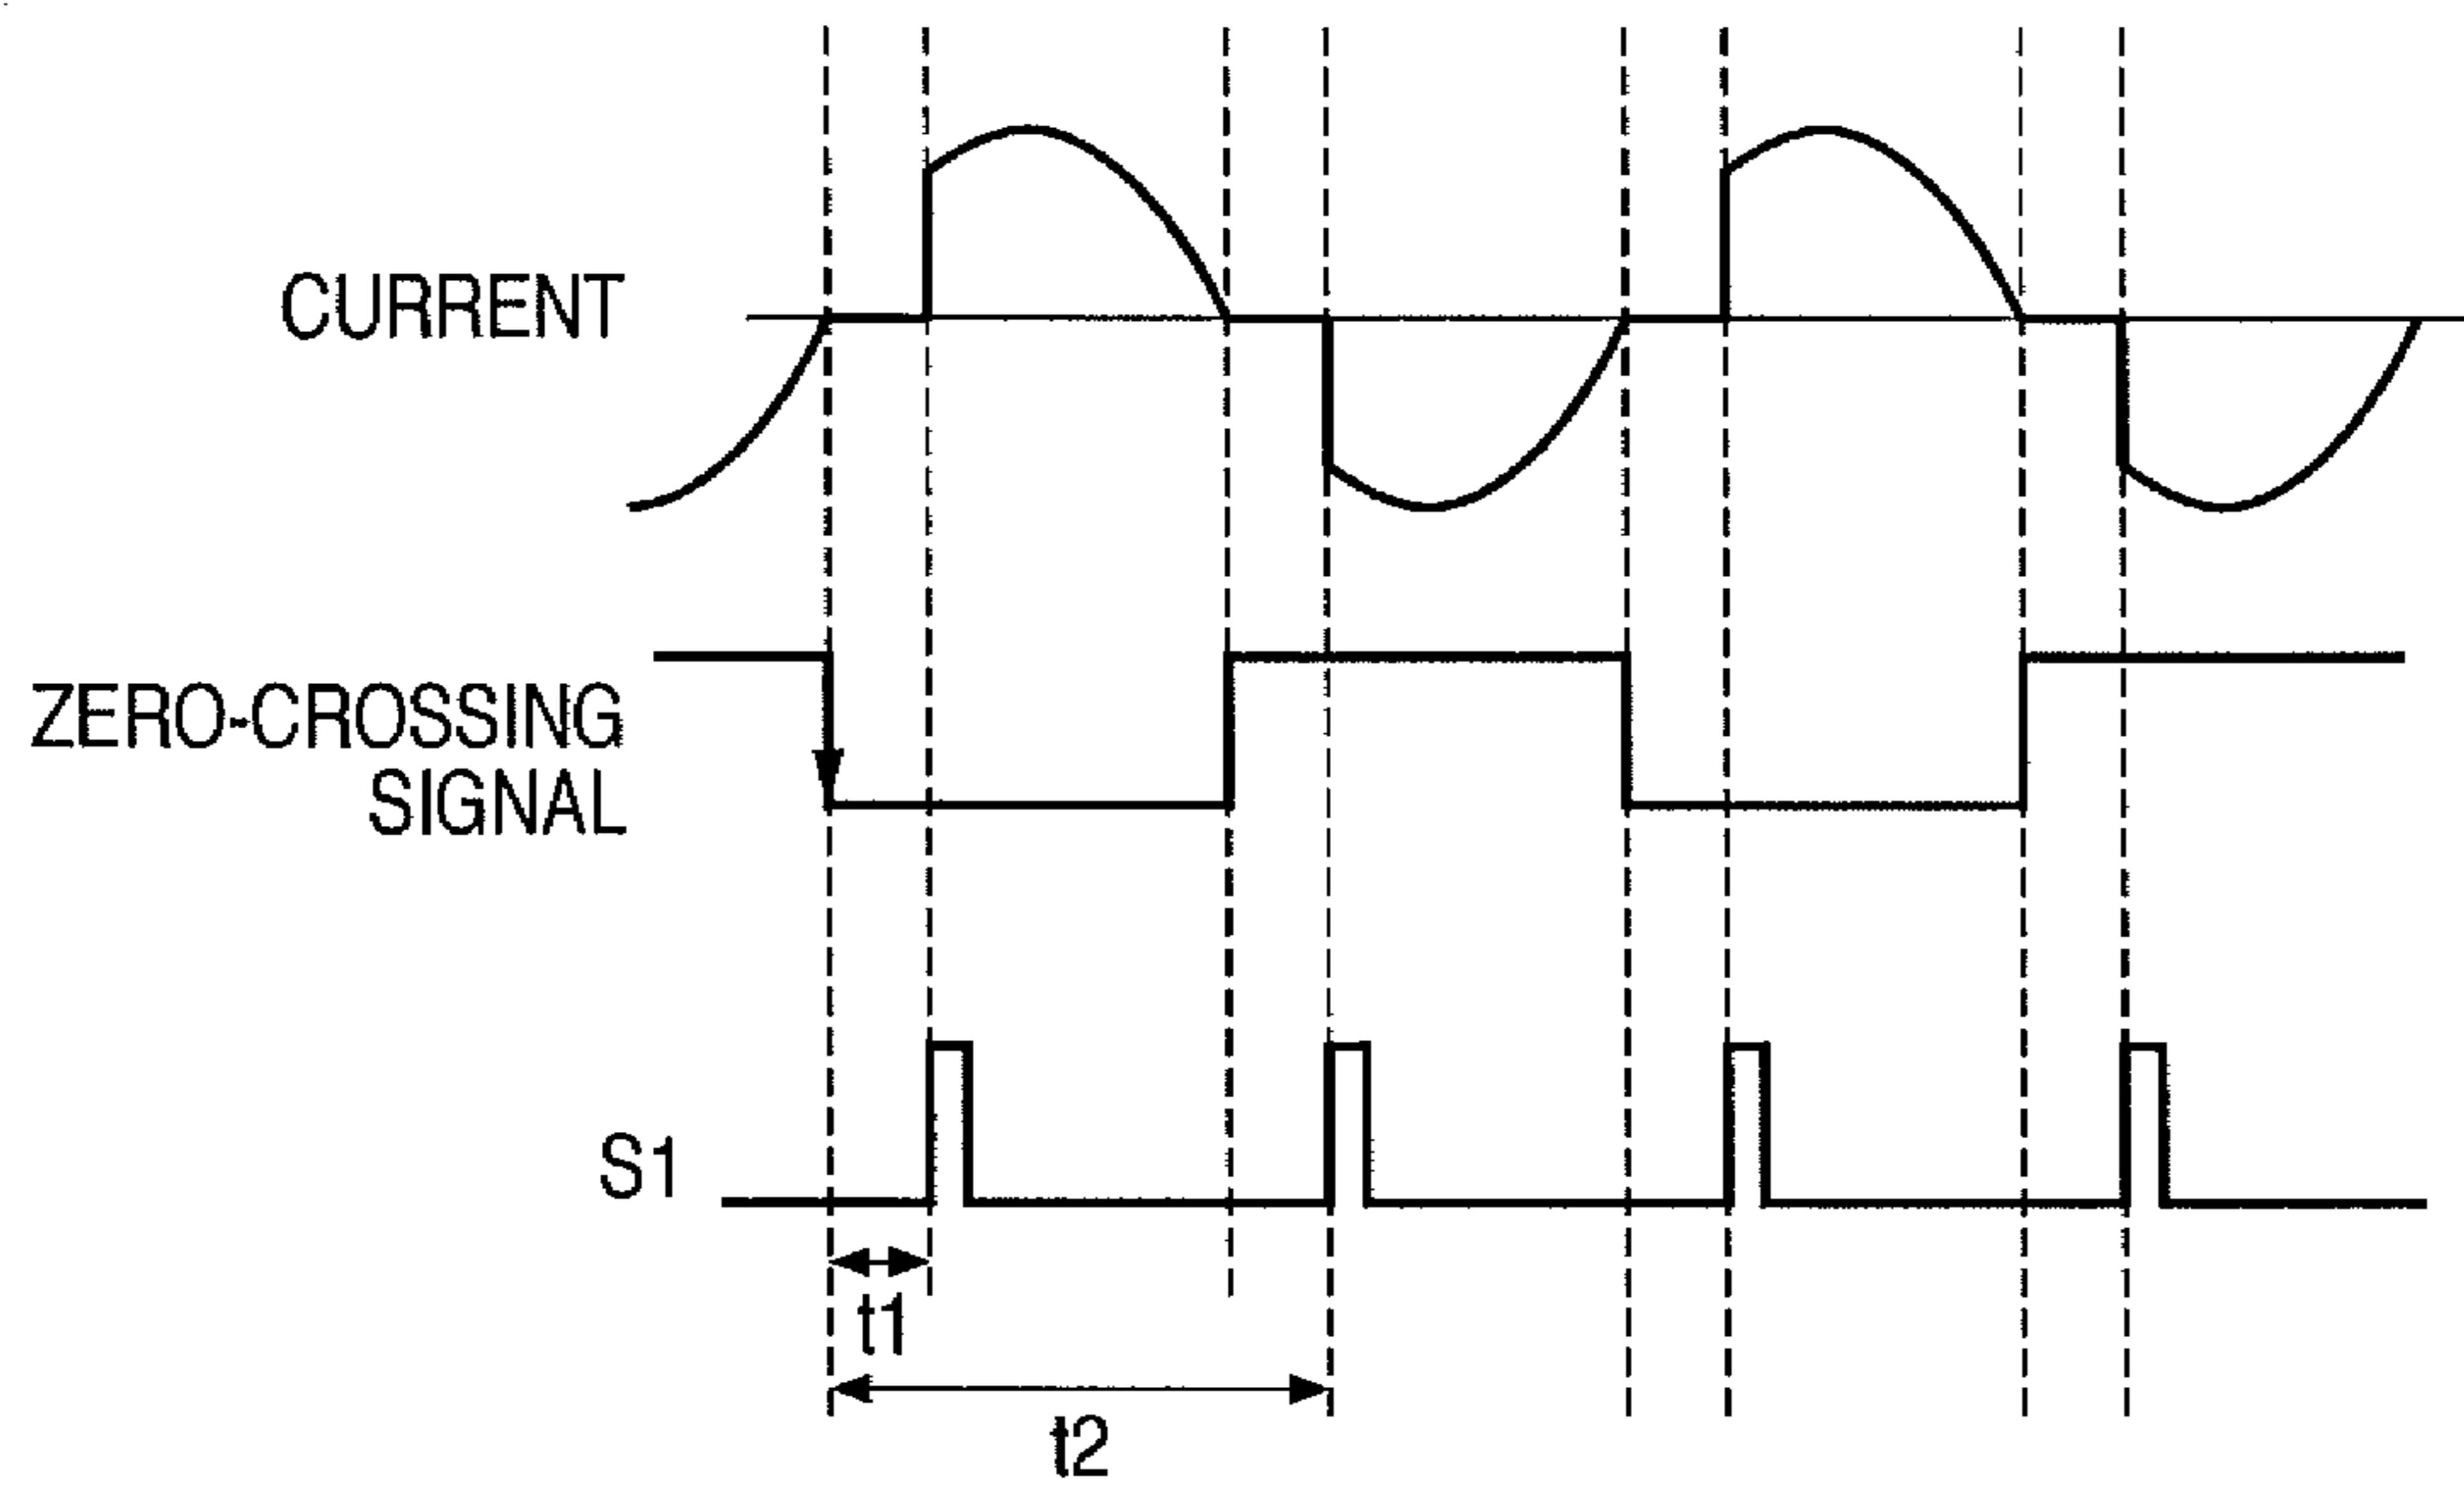 CURRENT
ZERO-CROSSING
SIGNAL
S1
t1
t2